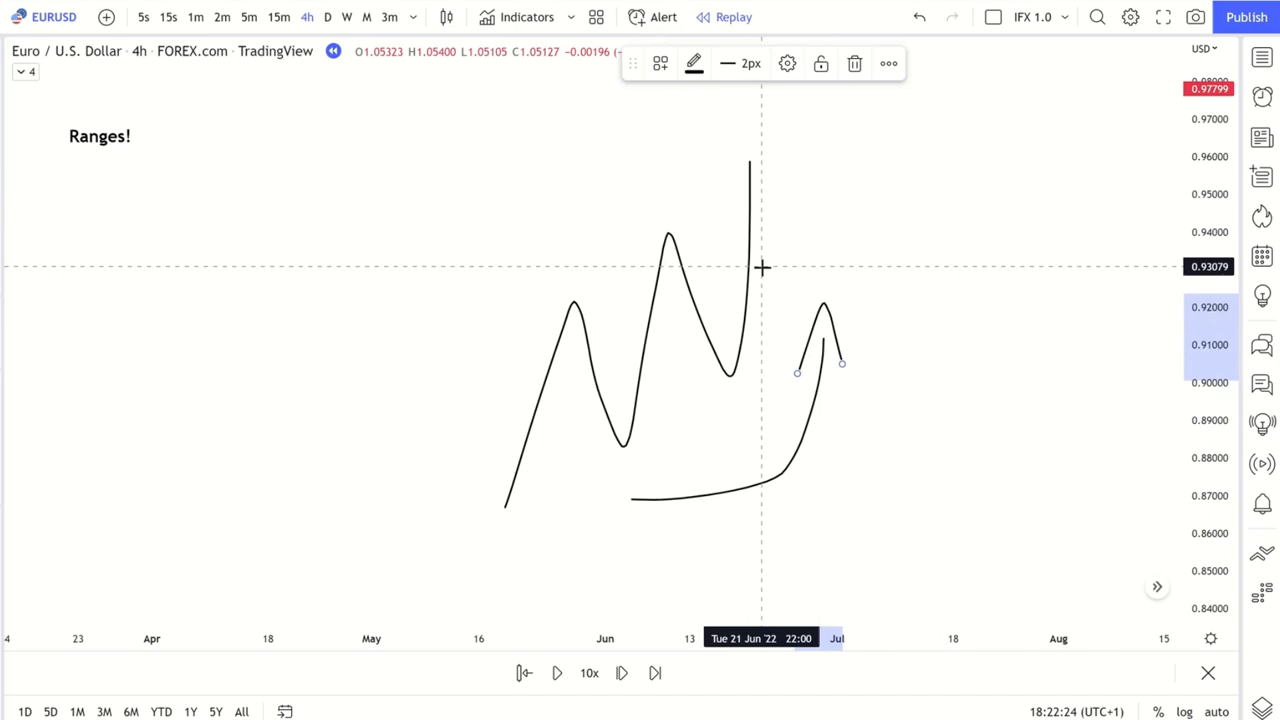 EURUSD 5s 15s 1m 2m 5m 15m 4h D W M 3m Indicators Alert Replay IFX 1.0 Publish
Euro / U.S. Dollar · 4h · FOREX.com · TradingView O1.05323 H1.05400 L1.05105 C1.05127 −0.00196 (
4
2px
USD
Ranges!
0.98000
0.97799
0.97000
0.96000
0.95000
0.94000
0.93079
0.92000
0.91000
0.90000
0.89000
0.88000
0.87000
0.86000
0.85000
0.84000
4 23 Apr 18 May 16 Jun 13 Tue 21 Jun '22 22:00 Jul 18 Aug 15
10x
1D 5D 1M 3M 6M YTD 1Y 5Y All 18:22:24 (UTC+1) % log auto